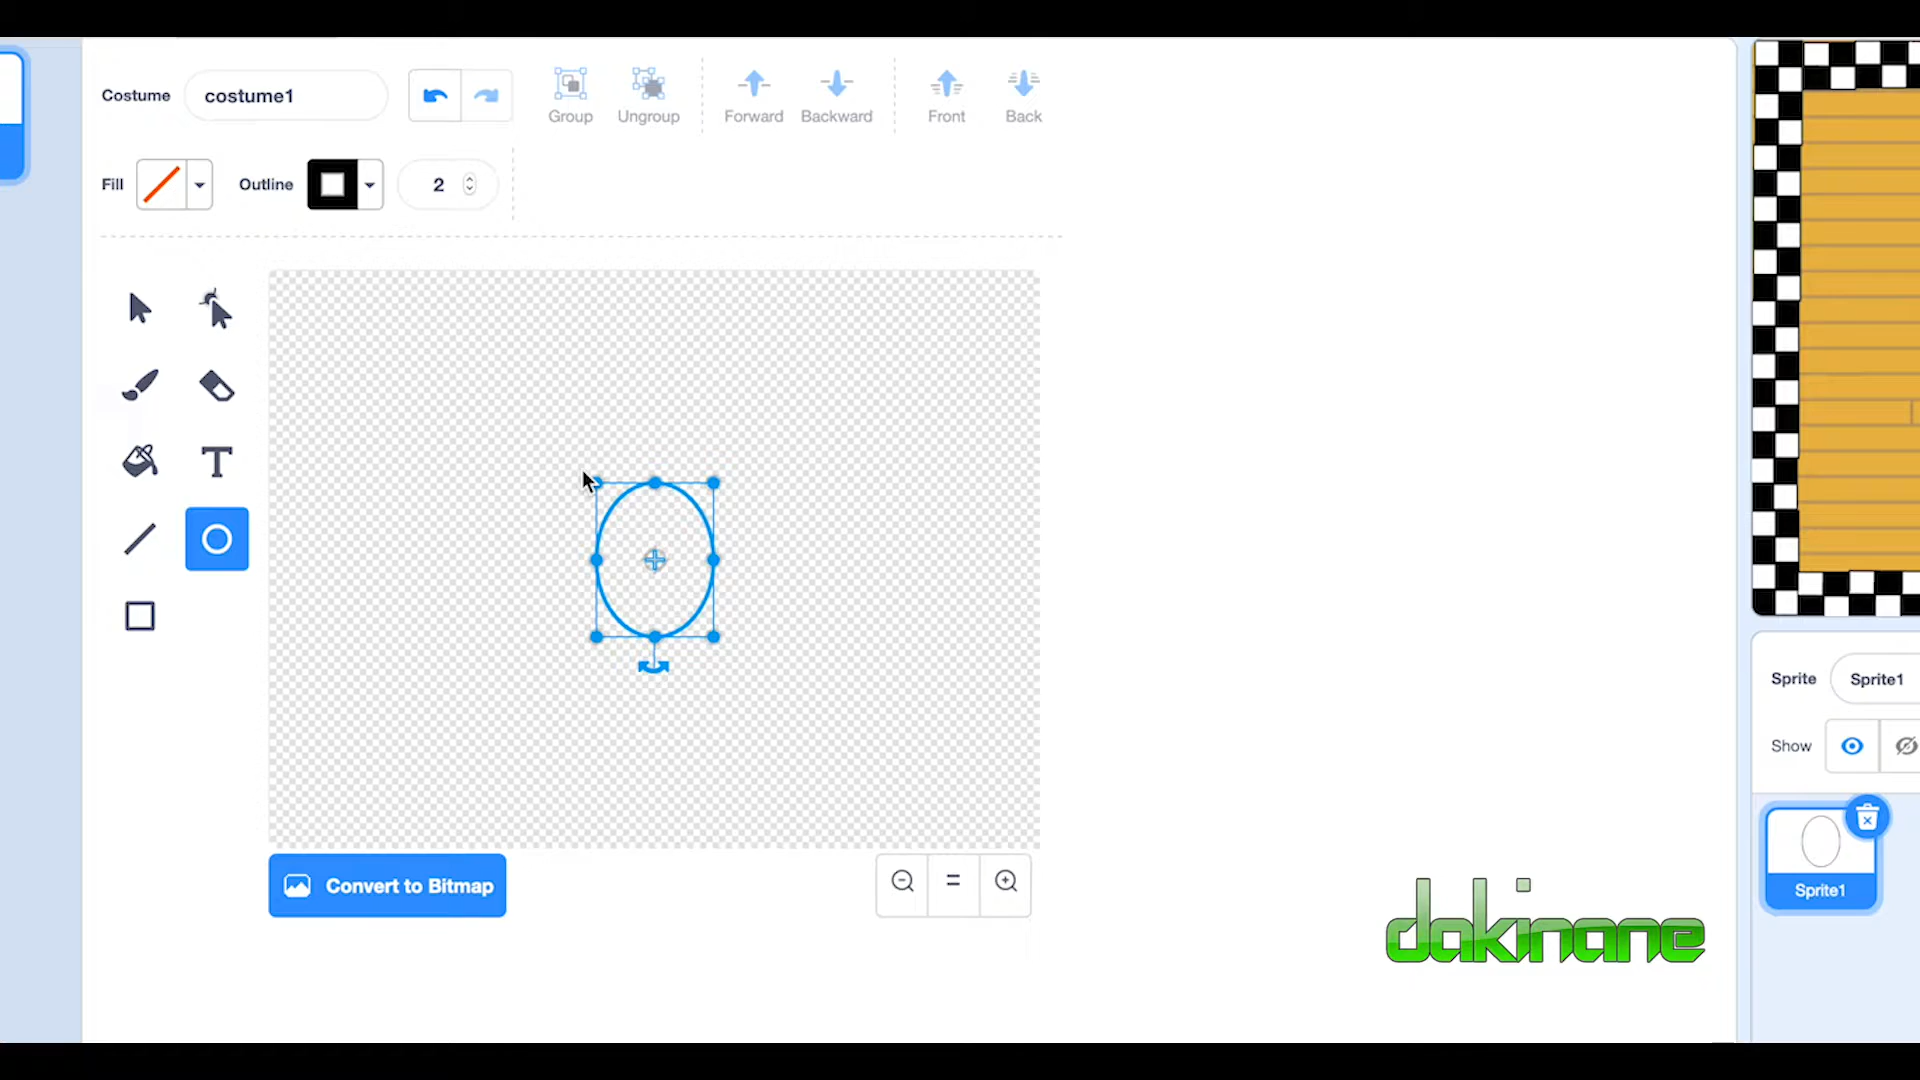 Costume costume1
Group Ungroup Forward Backward Front Back
Fill Outline 2
T
Convert to Bitmap
Sprite Sprite1
Show
Sprite1
dakinane